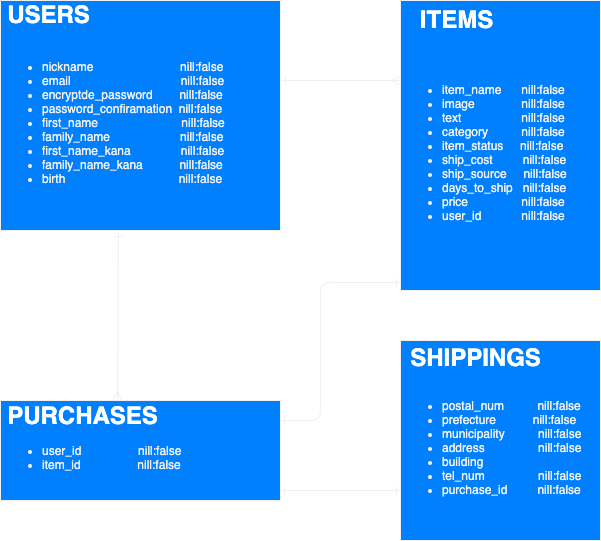 USERS
nickname nill:false
email nill:false
encryptde_password nill:false
password_confiramation nill:false
first_name nill:false
family_name nill:false
first_name_kana nill:false
family_name_kana nill:false
birth nill:false
ITEMS
item_name nill:false
image nill:false
text nill:false
category nill:false
item_status nill:false
ship_cost nill:false
ship_source nill:false
days_to_ship nill:false
price nill:false
user_id nill:false
PURCHASES
user_id nill:false
item_id nill:false
SHIPPINGS
postal_num nill:false
prefecture nill:false
municipality nill:false
address nill:false
building
tel_num nill:false
purchase_id nill:false